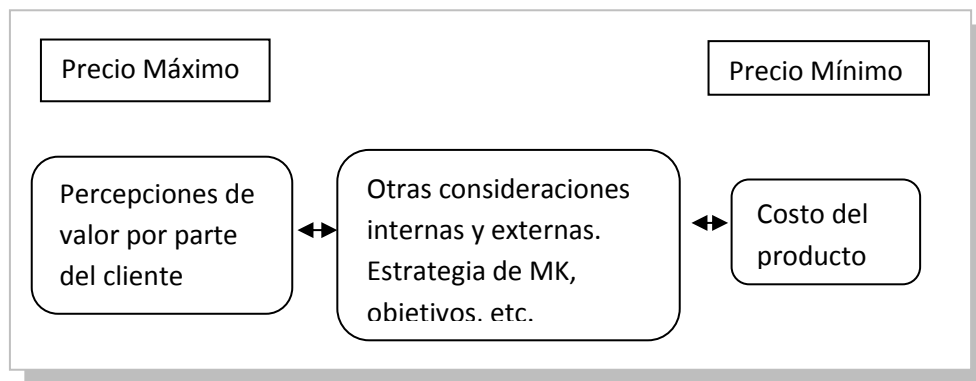 Precio Máximo
Precio Mínimo
Percepciones de
valor por parte
del cliente
Otras consideraciones
internas y externas.
Estrategia de MK,
objetivos, etc.
Costo del
producto